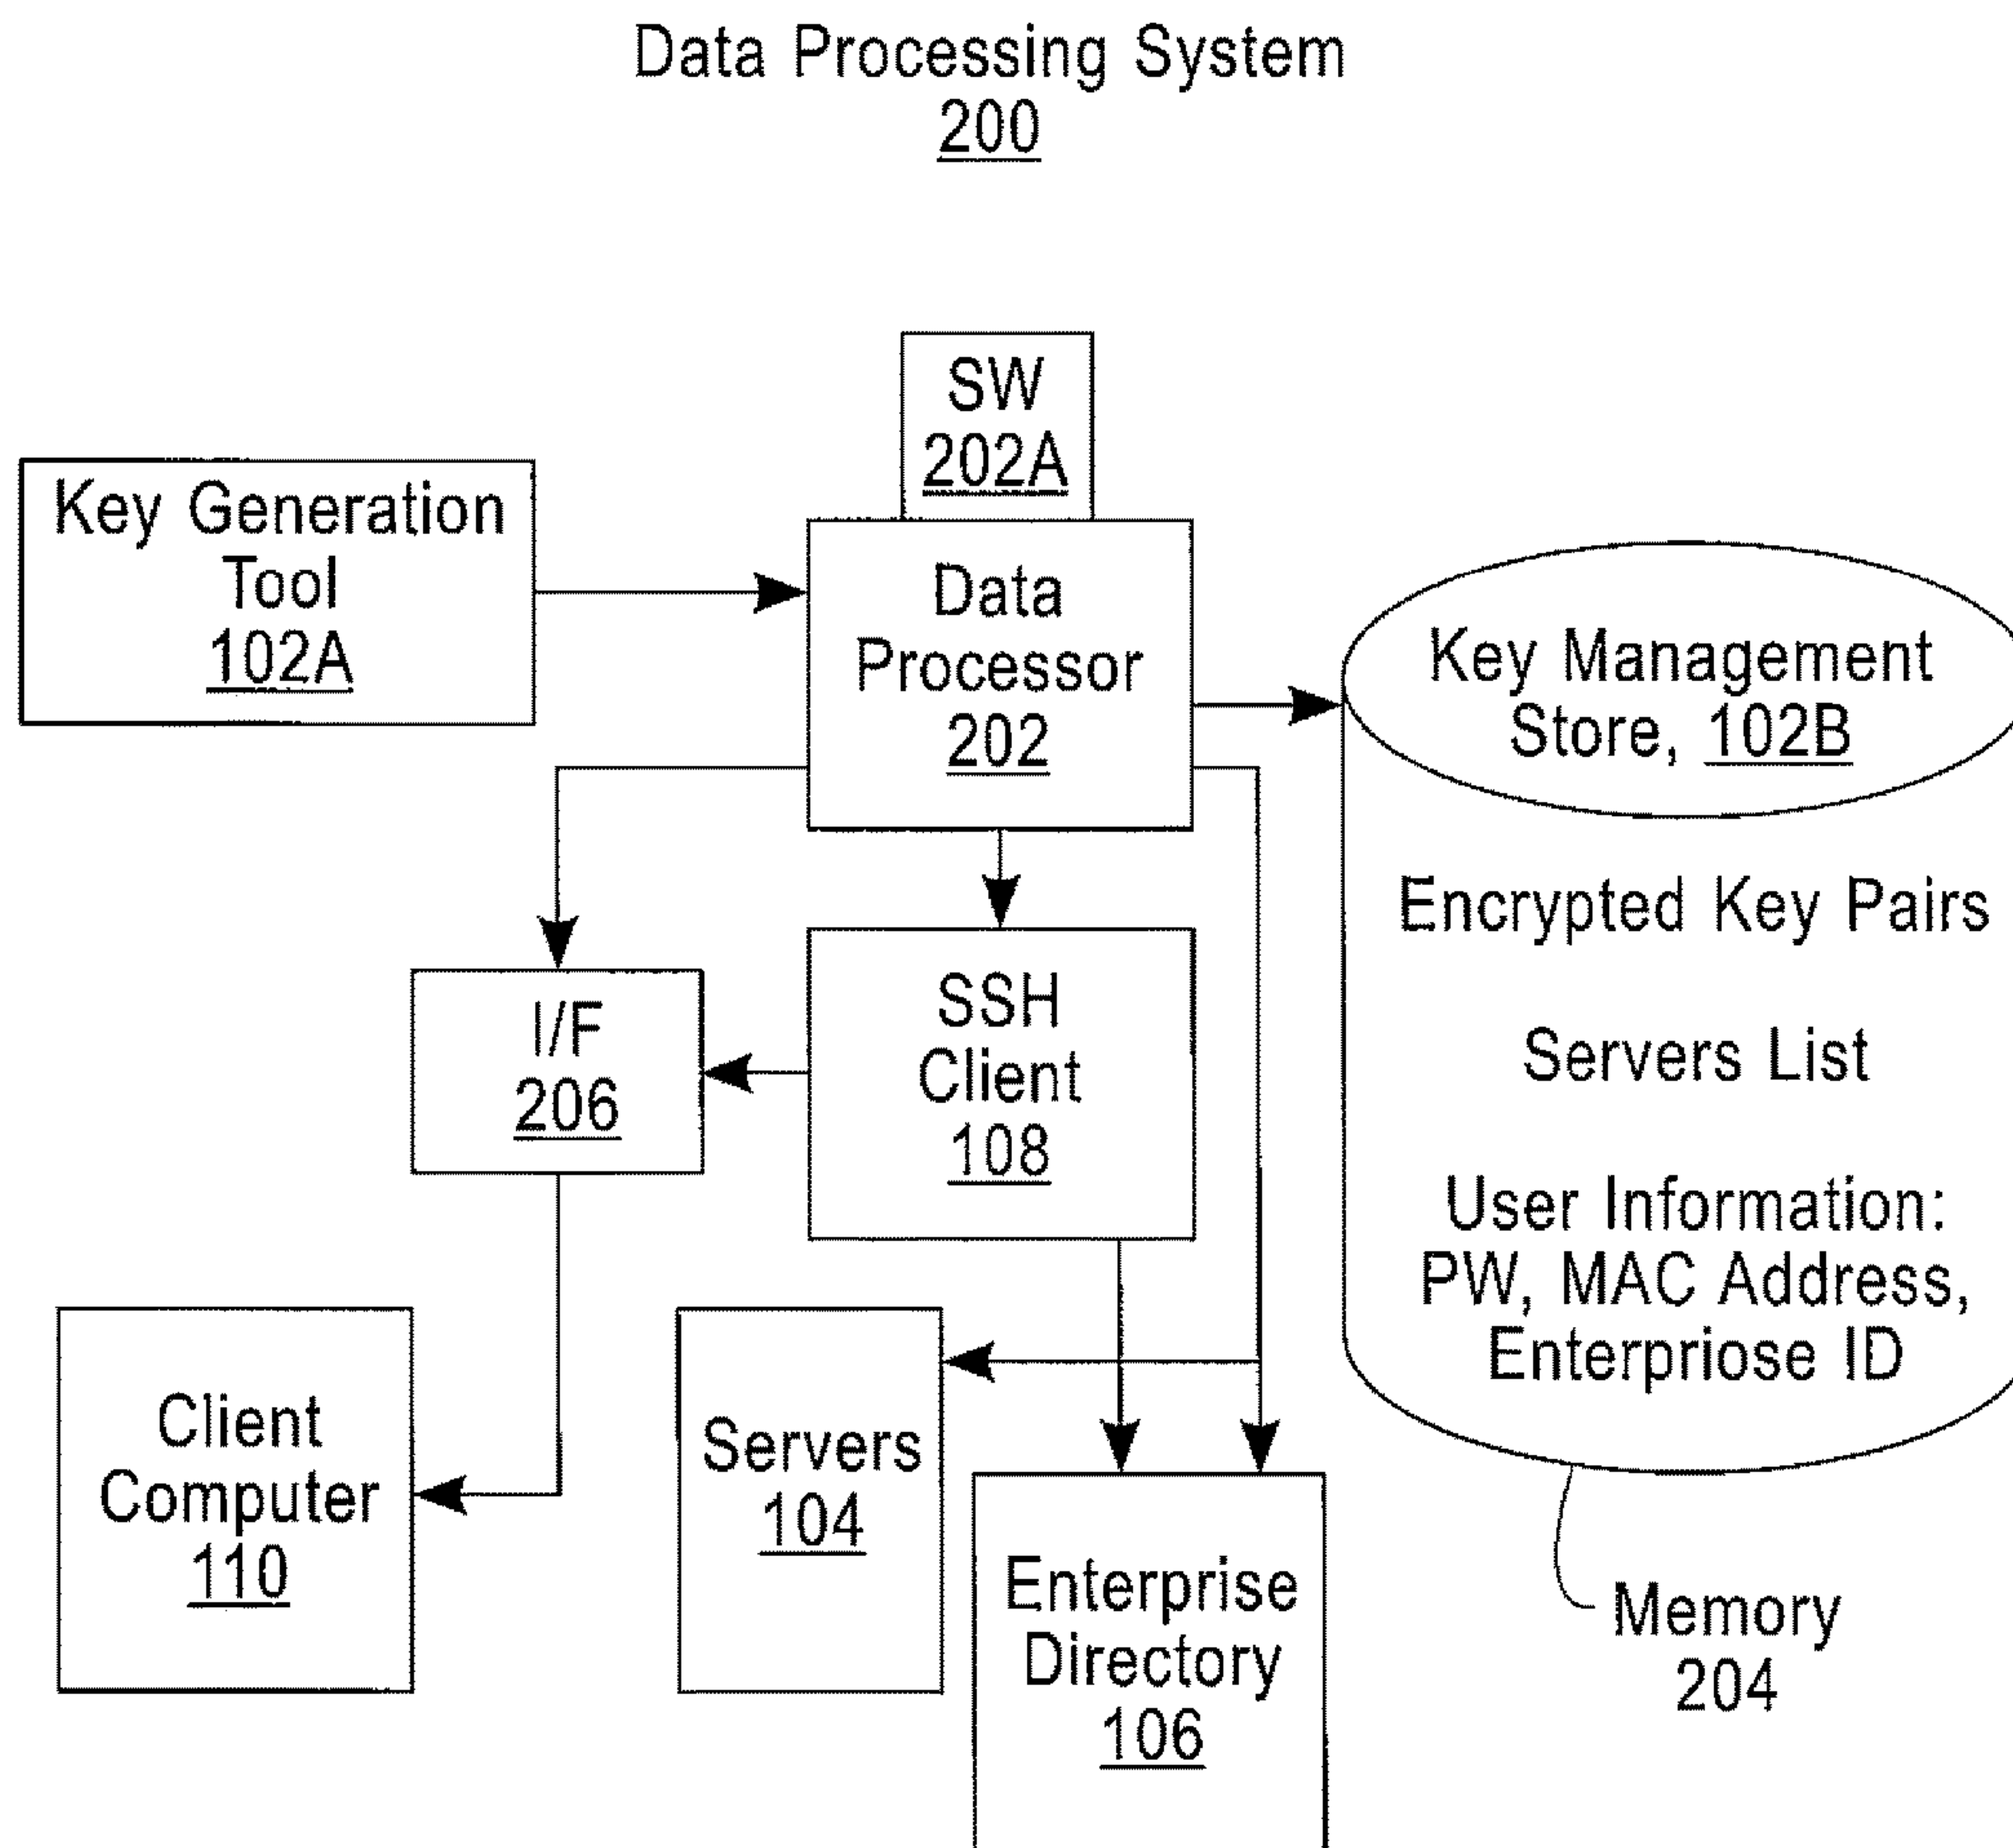 Data Processing System
200
SW
202A
Key Generation
Tool
102A
Data
Processor
202
Key Management
Store, 102B
Encrypted Key Pairs
Servers List
User Information:
PW, MAC Address,
Enterpriose ID
I/F
206
SSH
Client
108
Client
Computer
110
Servers
104
Enterprise
Directory
106
Memory
204